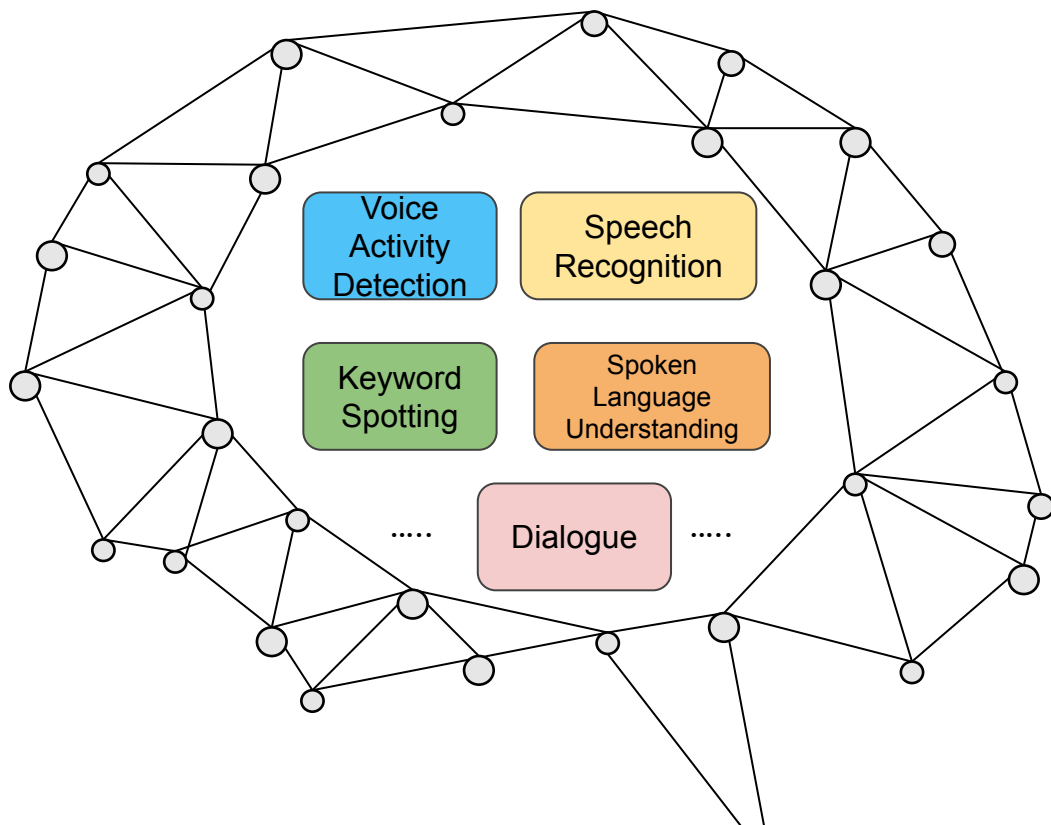 Voice
Activity
Detection
Speech
Recognition
Keyword
Spotting
Spoken
Language
Understanding
..... Dialogue .....